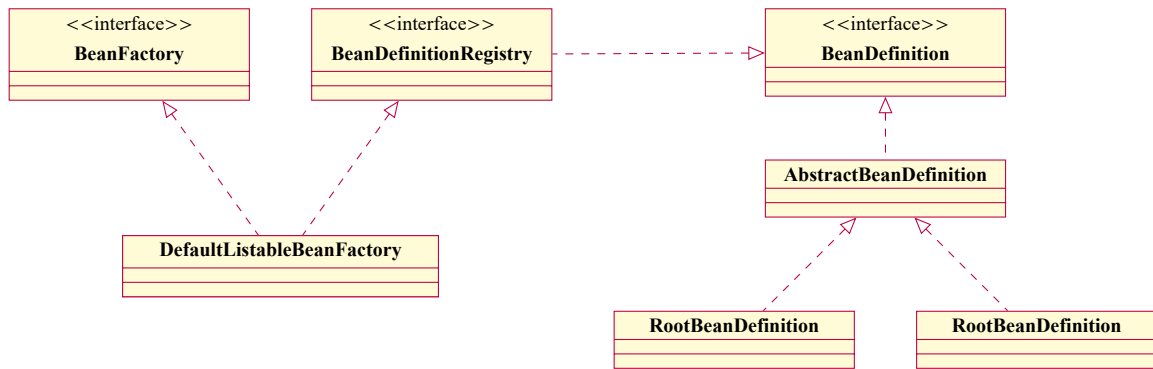 <<interface>>
BeanFactory
<<interface>>
BeanDefinitionRegistry
<<interface>>
BeanDefinition
AbstractBeanDefinition
DefaultListableBeanFactory
RootBeanDefinition
RootBeanDefinition